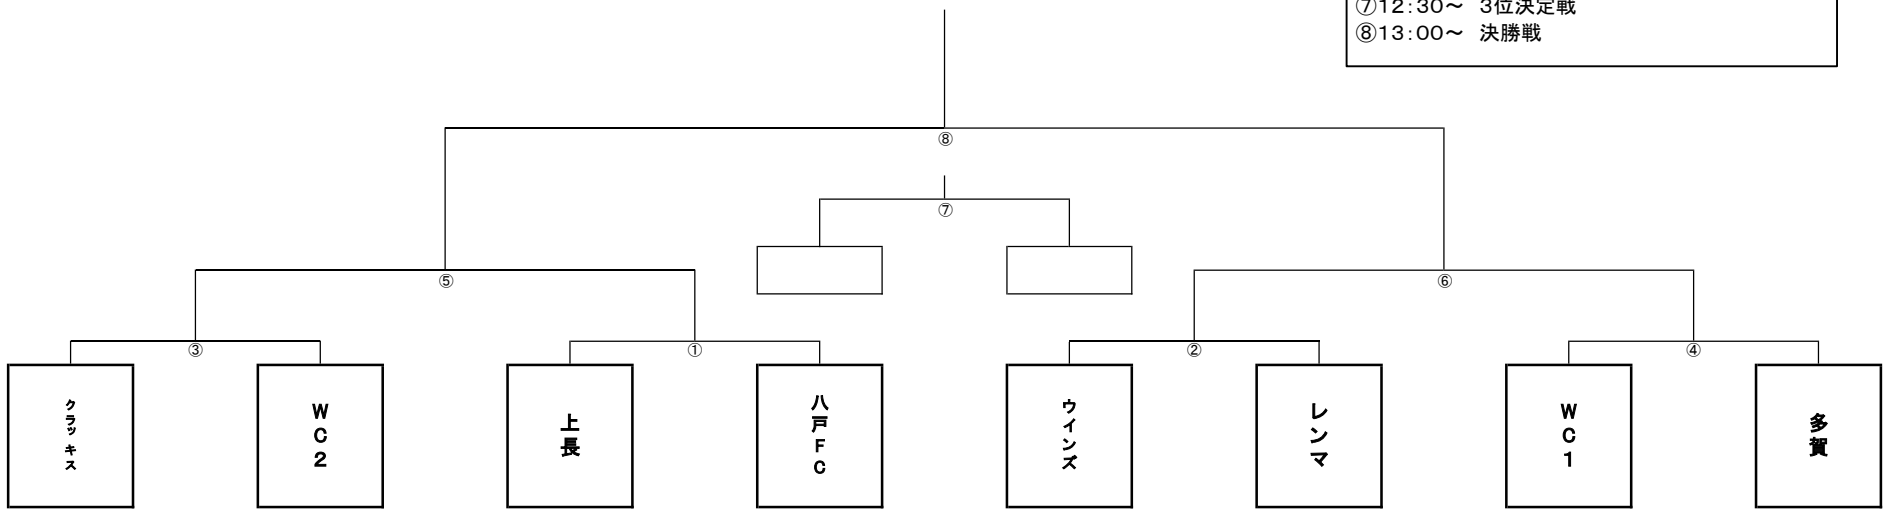 ⑦12:30～　3位決定戦
⑧13:00～　決勝戦
⑧
⑦
⑤
⑥
③
①
②
④
クラッキス
WC2
上長
八戸FC
ウインズ
レンマ
WC1
多賀